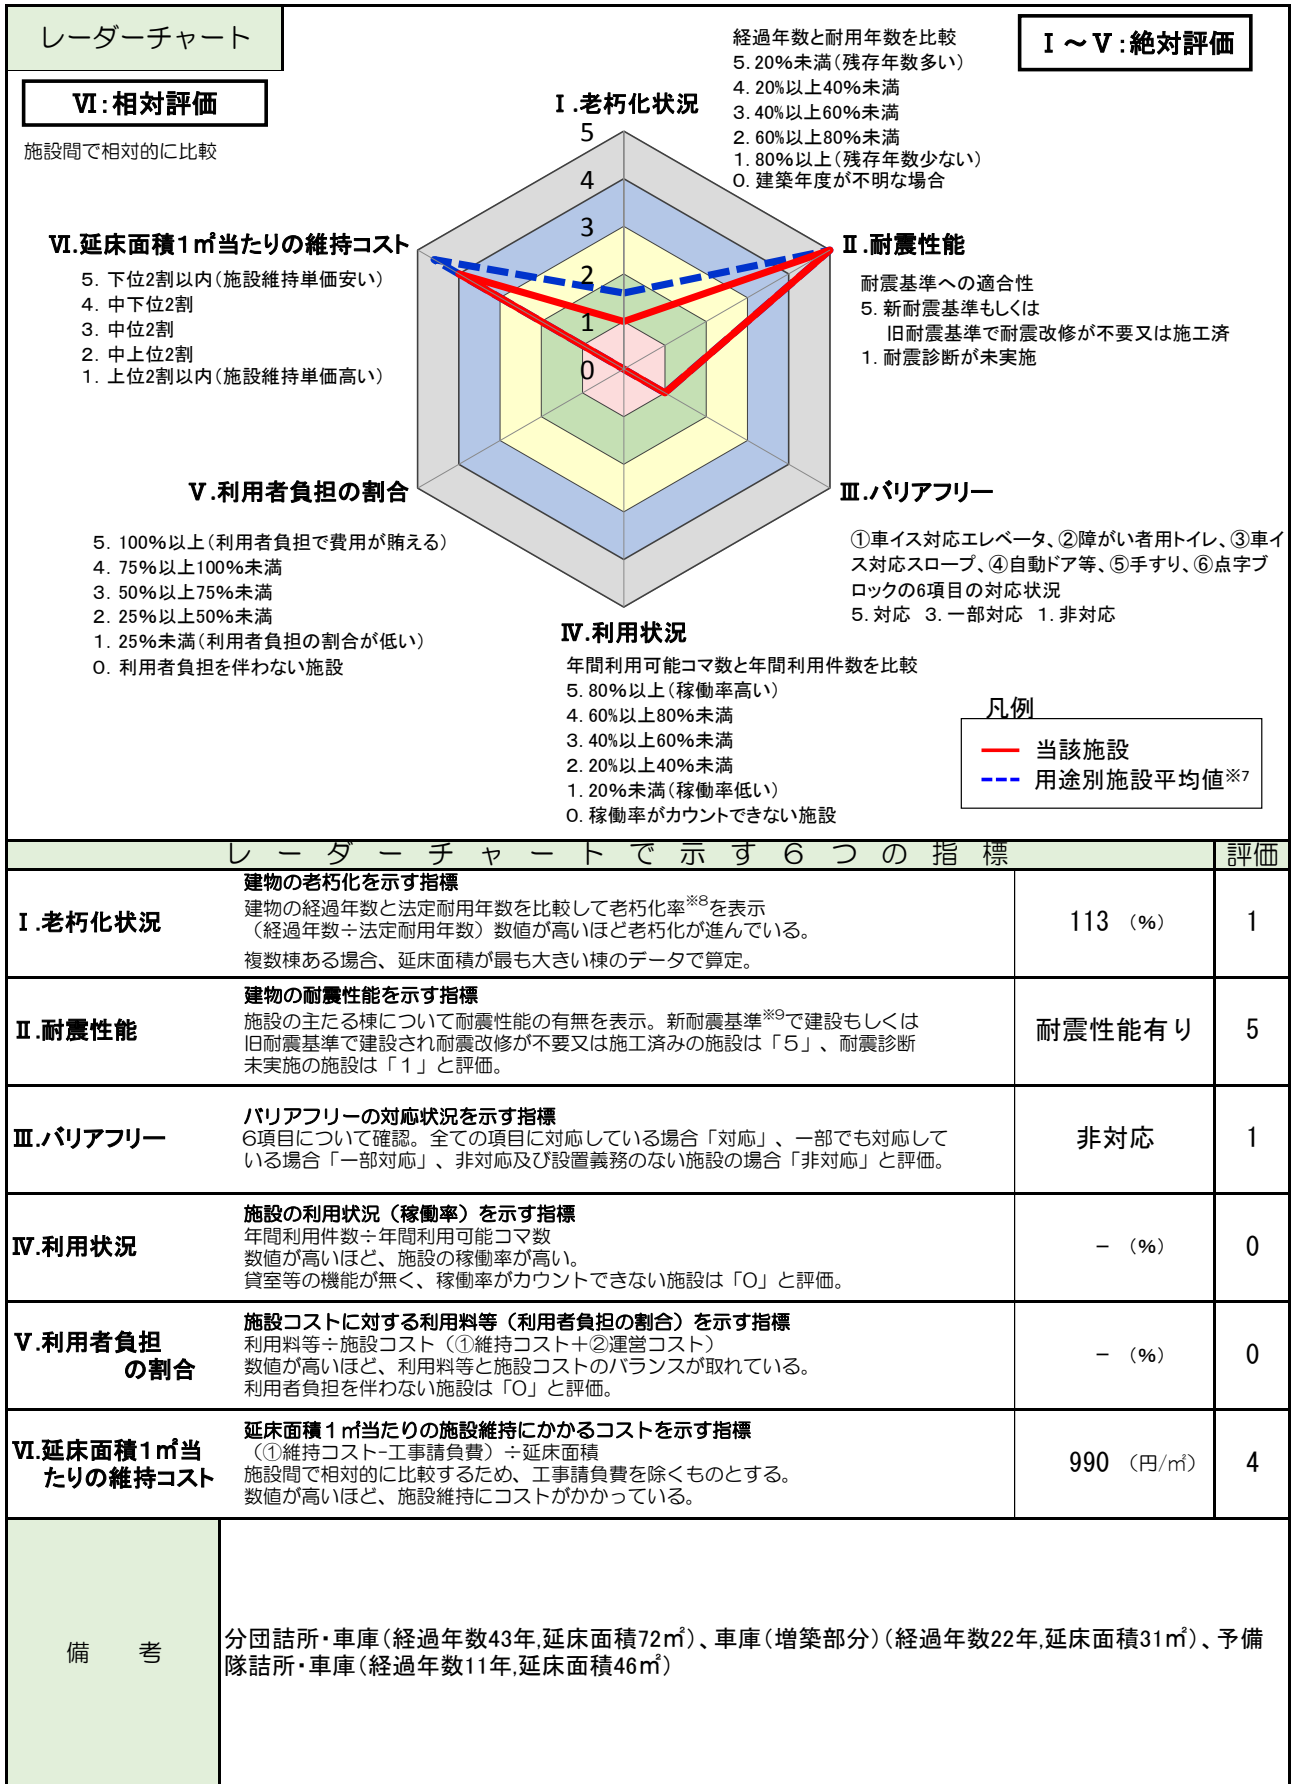 レーダーチャート
Ⅰ～Ⅴ:絶対評価
Ⅵ:相対評価
施設間で相対的に比較
Ⅰ.老朽化状況
経過年数と耐用年数を比較
5.20%未満(残存年数多い)
4.20%以上40%未満
3.40%以上60%未満
2.60%以上80%未満
1.80%以上(残存年数少ない)
0.建築年度が不明な場合
5
4
3
2
1
0
Ⅵ.延床面積1㎡当たりの維持コスト
5. 下位2割以内(施設維持単価安い)
4. 中下位2割
3. 中位2割
2. 中上位2割
1. 上位2割以内(施設維持単価高い)
Ⅱ.耐震性能
耐震基準への適合性
5.新耐震基準もしくは
旧耐震基準で耐震改修が不要又は施工済
1.耐震診断が未実施
Ⅴ.利用者負担の割合
5. 100%以上(利用者負担で費用が賄える)
4. 75%以上100%未満
3. 50%以上75%未満
2. 25%以上50%未満
1. 25%未満(利用者負担の割合が低い)
0. 利用者負担を伴わない施設
Ⅲ.バリアフリー
①車イス対応エレベータ、②障がい者用トイレ、③車イ
ス対応スロープ、④自動ドア等、⑤手すり、⑥点字ブ
ロックの6項目の対応状況
5.対応 3.一部対応 1.非対応
Ⅳ.利用状況
年間利用可能コマ数と年間利用件数を比較
5.80%以上(稼働率高い)
4.60%以上80%未満
3.40%以上60%未満
2.20%以上40%未満
1.20%未満(稼働率低い)
0.稼働率がカウントできない施設
凡例
当該施設
用途別施設平均値※7
レーダーチャートで示す6つの指標 評価
Ⅰ.老朽化状況
建物の老朽化を示す指標
建物の経過年数と法定耐用年数を比較して老朽化率※8を表示
(経過年数÷法定耐用年数)数値が高いほど老朽化が進んでいる。
複数棟ある場合、延床面積が最も大きい棟のデータで算定。
113 (%) 1
Ⅱ.耐震性能
建物の耐震性能を示す指標
施設の主たる棟について耐震性能の有無を表示。新耐震基準※9で建設もしくは
旧耐震基準で建設され耐震改修が不要又は施工済みの施設は「5」、耐震診断
未実施の施設は「1」と評価。
耐震性能有り 5
Ⅲ.バリアフリー
バリアフリーの対応状況を示す指標
6項目について確認。全ての項目に対応している場合「対応」、一部でも対応して
いる場合「一部対応」、非対応及び設置義務のない施設の場合「非対応」と評価。
非対応 1
Ⅳ.利用状況
施設の利用状況(稼働率)を示す指標
年間利用件数÷年間利用可能コマ数
数値が高いほど、施設の稼働率が高い。
貸室等の機能が無く、稼働率がカウントできない施設は「0」と評価。
− (%) 0
Ⅴ.利用者負担
の割合
施設コストに対する利用料等(利用者負担の割合)を示す指標
利用料等÷施設コスト(①維持コスト+②運営コスト)
数値が高いほど、利用料等と施設コストのバランスが取れている。
利用者負担を伴わない施設は「0」と評価。
− (%) 0
Ⅵ.延床面積1㎡当
たりの維持コスト
延床面積1㎡当たりの施設維持にかかるコストを示す指標
(①維持コスト−工事請負費)÷延床面積
施設間で相対的に比較するため、工事請負費を除くものとする。
数値が高いほど、施設維持にコストがかかっている。
990 (円/㎡) 4
備 考
分団詰所・車庫(経過年数43年,延床面積72㎡)、車庫(増築部分)(経過年数22年,延床面積31㎡)、予備
隊詰所・車庫(経過年数11年,延床面積46㎡)